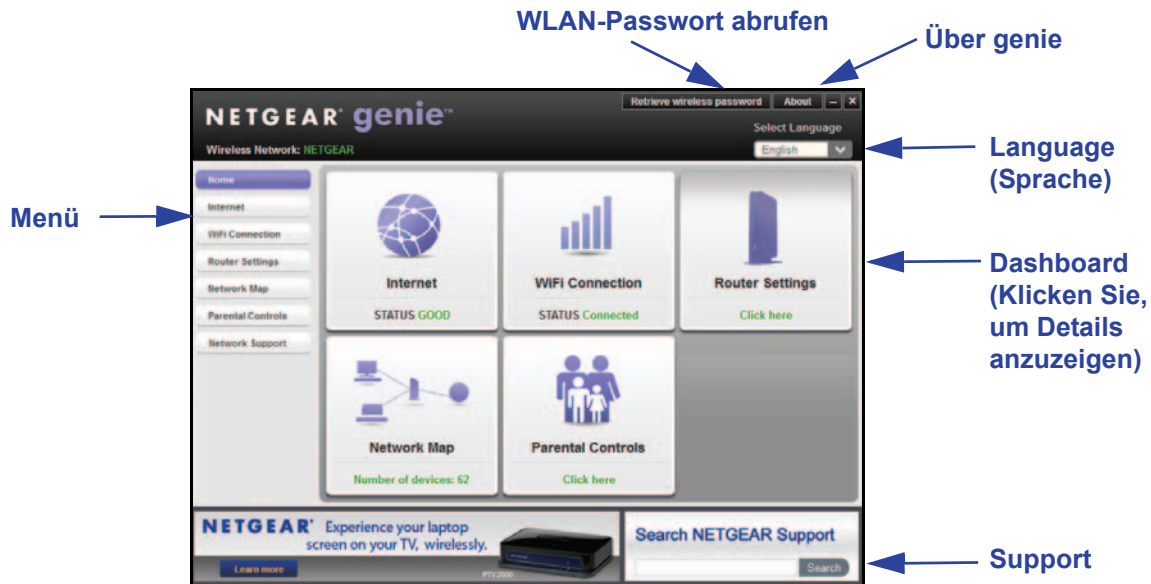 WLAN-Passwort abrufen
Über genie
Retrieve wireless password
About
NETGEAR® genie™
Select Language
Wireless Network: NETGEAR
English
Language
(Sprache)
Menü
Home
Internet
WiFi Connection
Router Settings
Network Map
Parental Controls
Network Support
Internet
STATUS GOOD
WiFi Connection
STATUS Connected
Router Settings
Click here
Dashboard
(Klicken Sie,
um Details
anzuzeigen)
Network Map
Number of devices: 62
Parental Controls
Click here
NETGEAR®
Experience your laptop
screen on your TV, wirelessly.
Learn more
PTV2000
Search NETGEAR Support
Search
Support